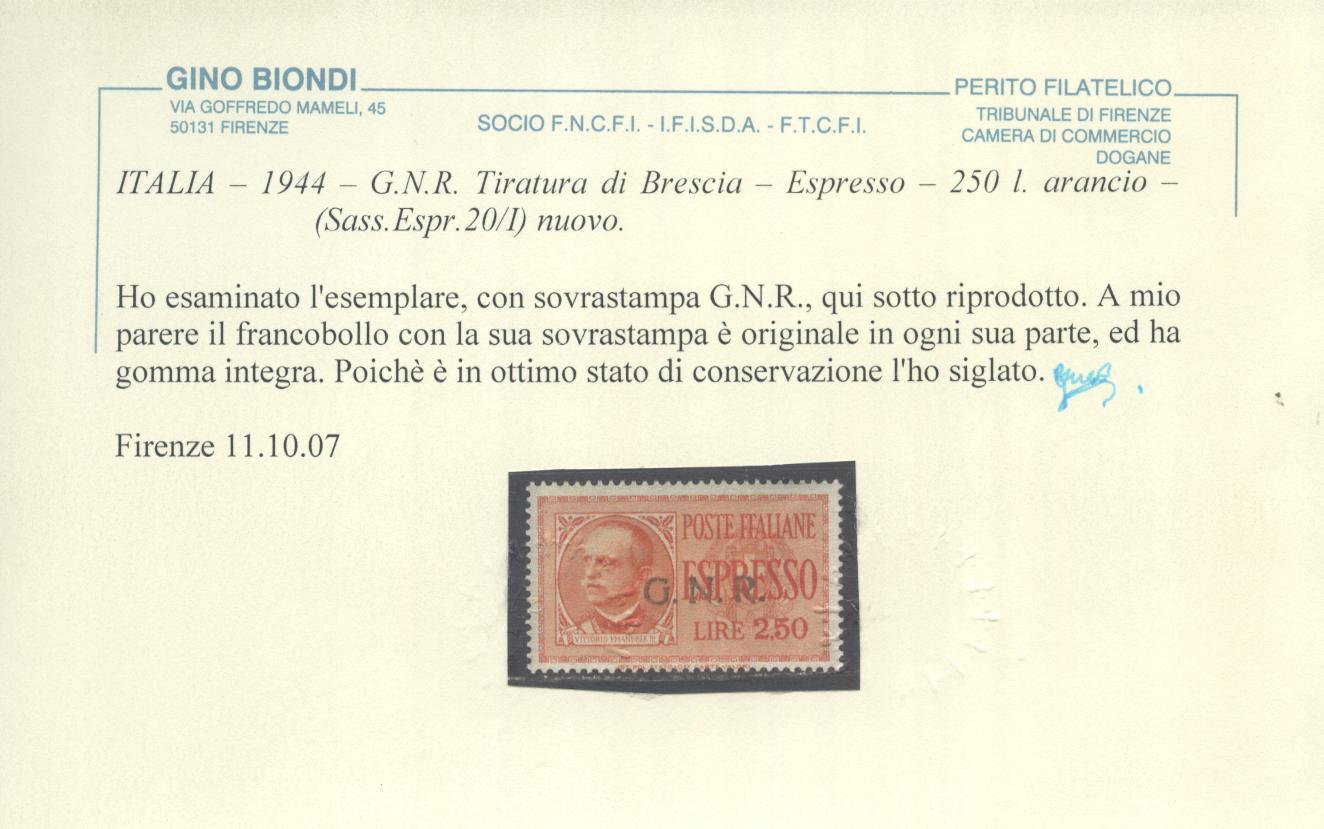 GINO BIONDI
VIA GOFFREDO MAMELI, 45
50131 FIRENZE
SOCIO F.N.C.F.I. - I.F.I.S.D.A. - F.T.C.F.I.
PERITO FILATELICO
TRIBUNALE DI FIRENZE
CAMERA DI COMMERCIO
DOGANE
ITALIA – 1944 – G.N.R. Tiratura di Brescia – Espresso – 250 l. arancio –
(Sass.Espr.20/I) nuovo.
Ho esaminato l'esemplare, con sovrastampa G.N.R., qui sotto riprodotto. A mio
parere il francobollo con la sua sovrastampa è originale in ogni sua parte, ed ha
gomma integra. Poichè è in ottimo stato di conservazione l'ho siglato.
Firenze 11.10.07
POSTE ITALIANE
ESPRESSO
G.N.R.
LIRE 2,50
VITTORIO EMANUELE III